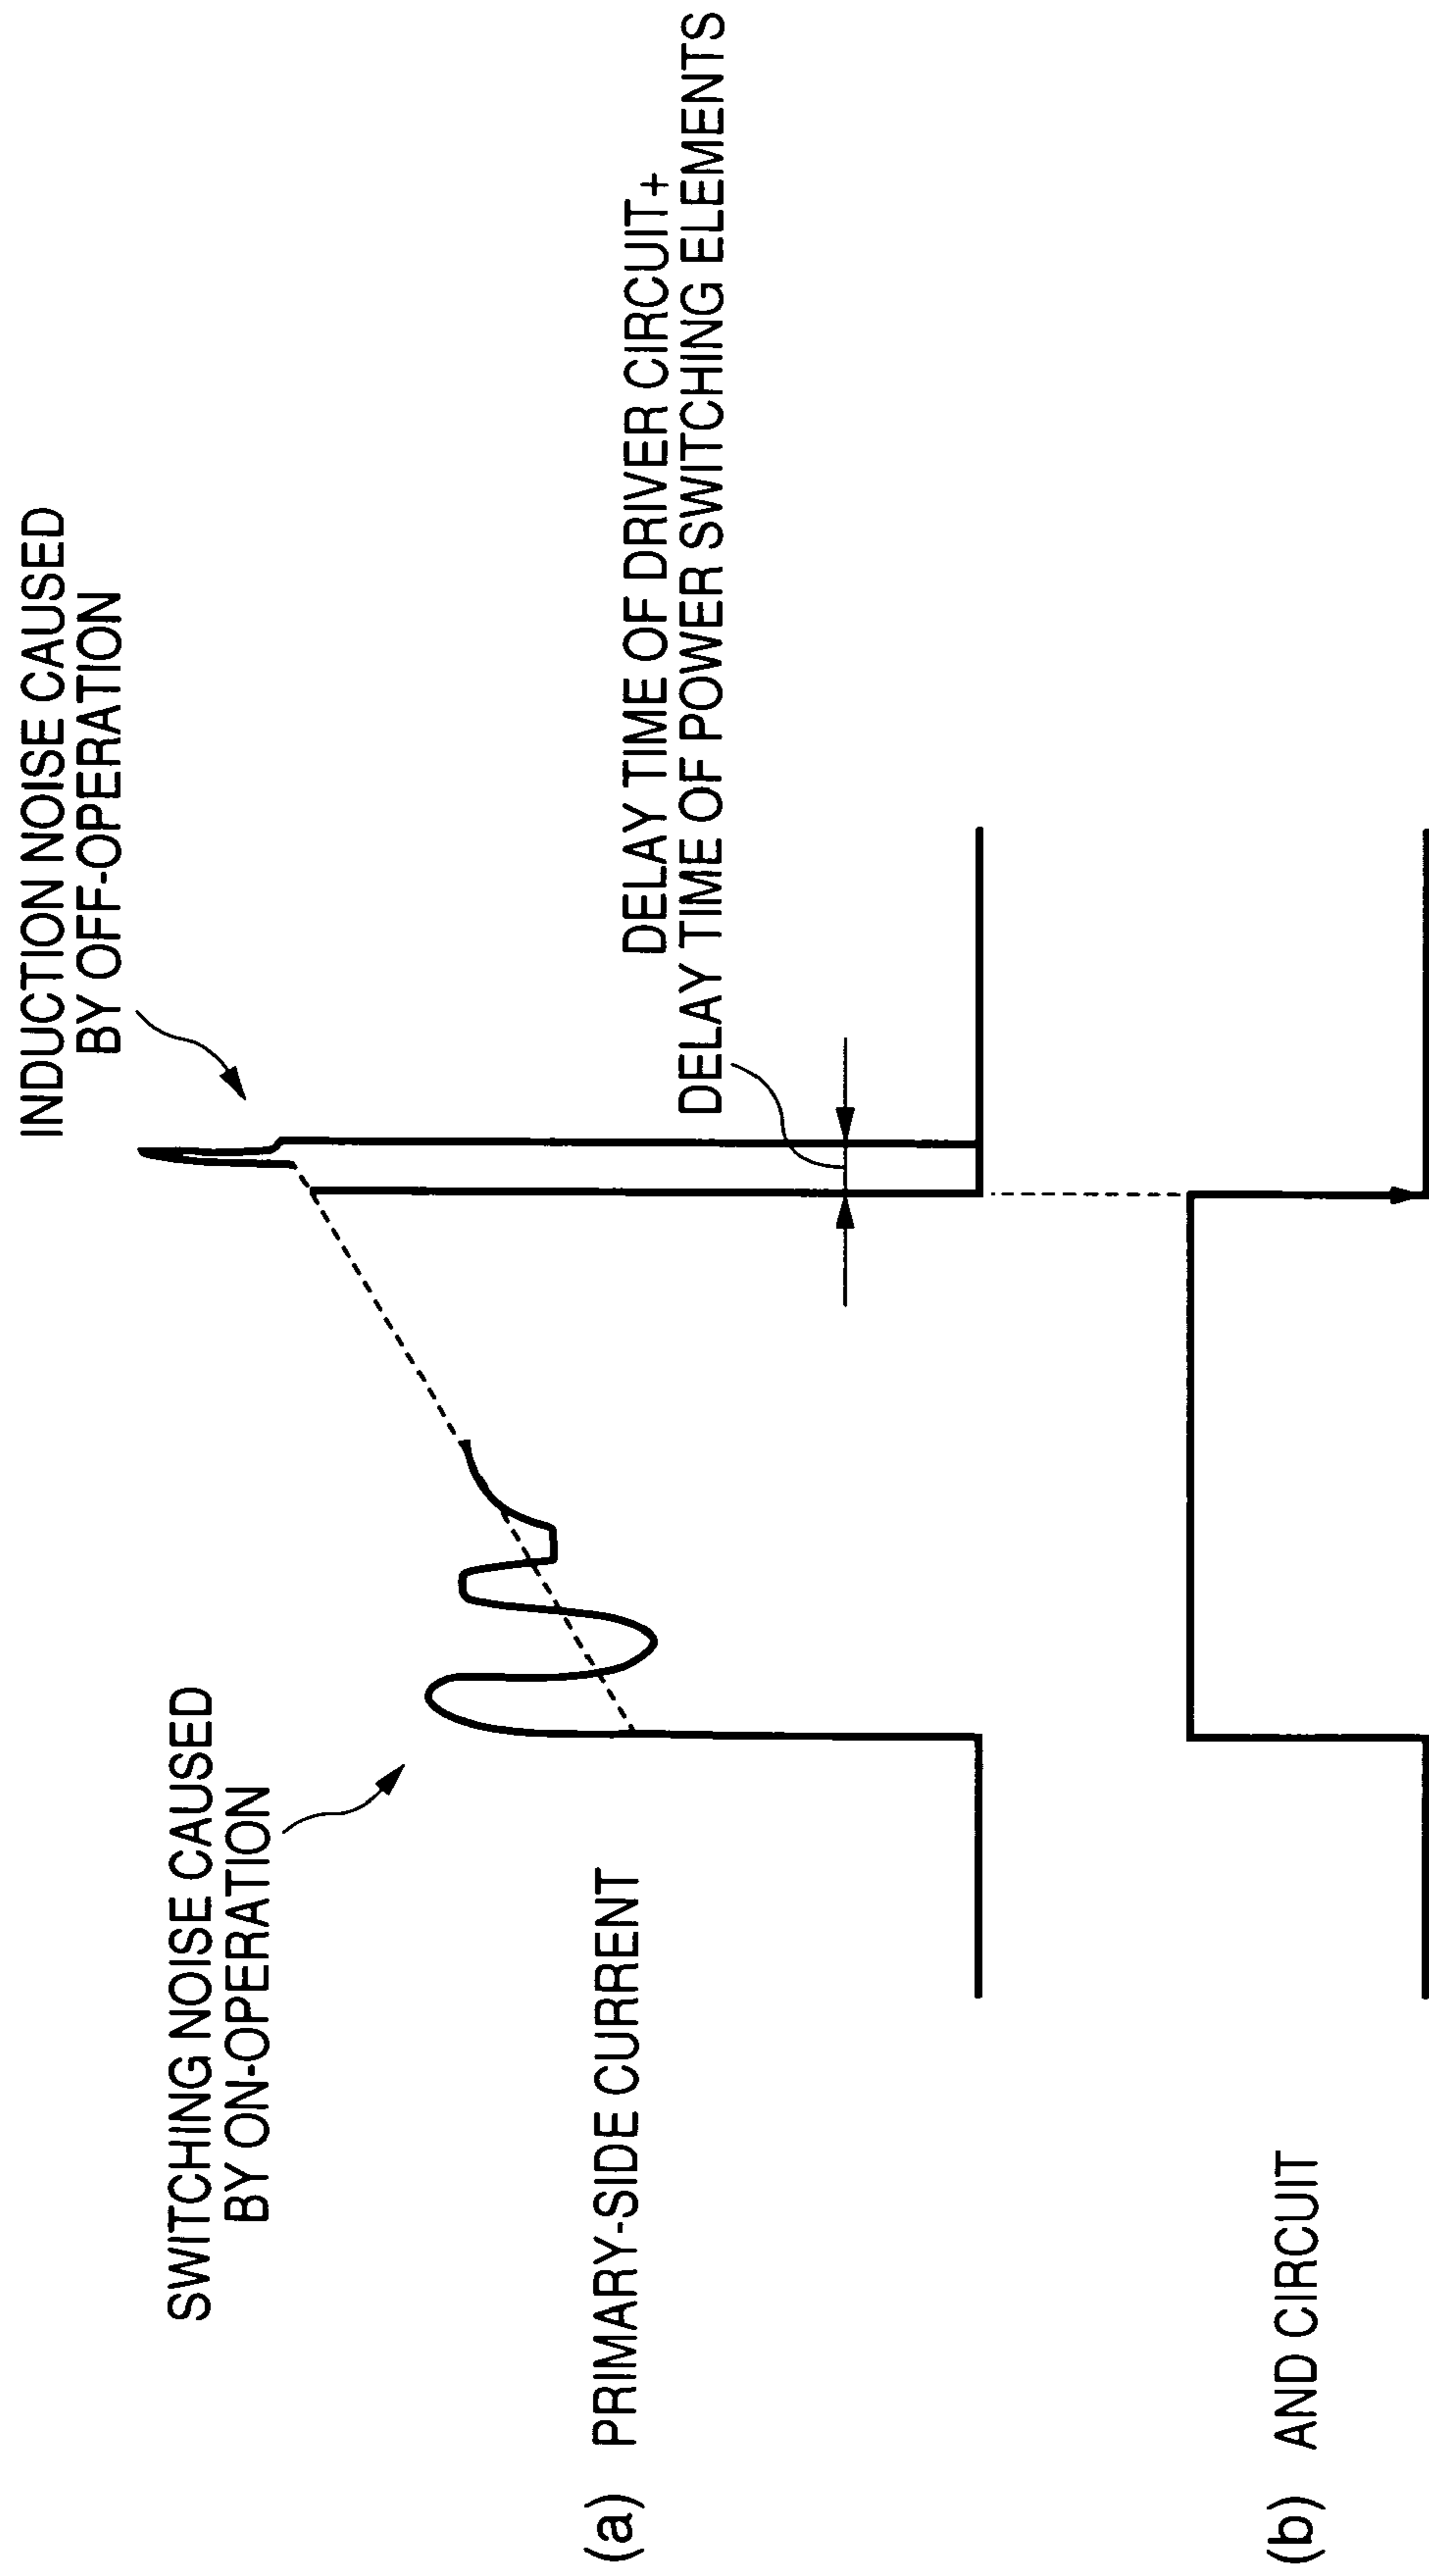 INDUCTION NOISE CAUSED
BY OFF-OPERATION
SWITCHING NOISE CAUSED
BY ON-OPERATION
DELAY TIME OF DRIVER CIRCUIT+
DELAY TIME OF POWER SWITCHING ELEMENTS
(a) PRIMARY-SIDE CURRENT
(b) AND CIRCUIT